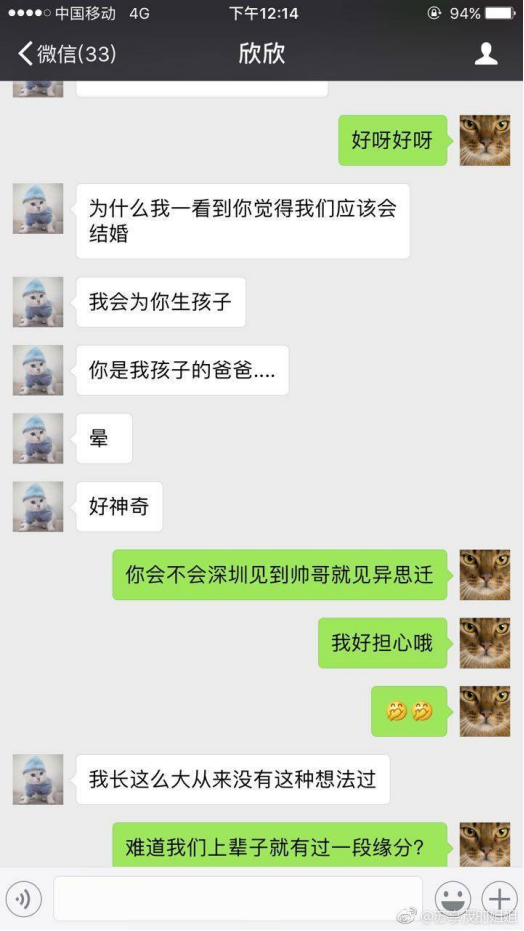 中国移动 4G 下午12:14 94%
微信(33) 欣欣
好呀好呀
为什么我一看到你觉得我们应该会
结婚
我会为你生孩子
你是我孩子的爸爸....
晕
好神奇
你会不会深圳见到帅哥就见异思迁
我好担心哦
我长这么大从来没有这种想法过
难道我们上辈子就有过一段缘分?